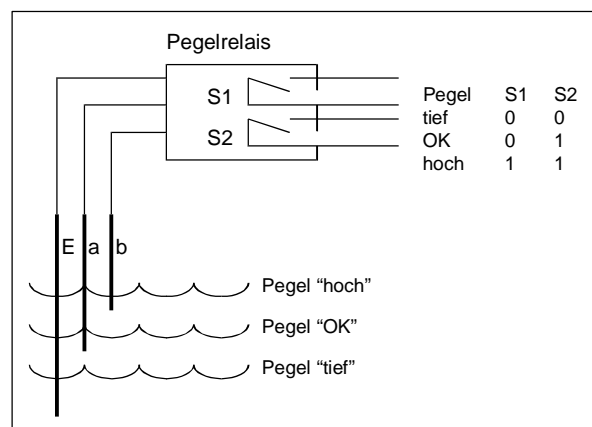 Pegelrelais
S1
S2
Pegel S1 S2
tief 0 0
OK 0 1
hoch 1 1
E a b
Pegel “hoch”
Pegel “OK”
Pegel “tief”